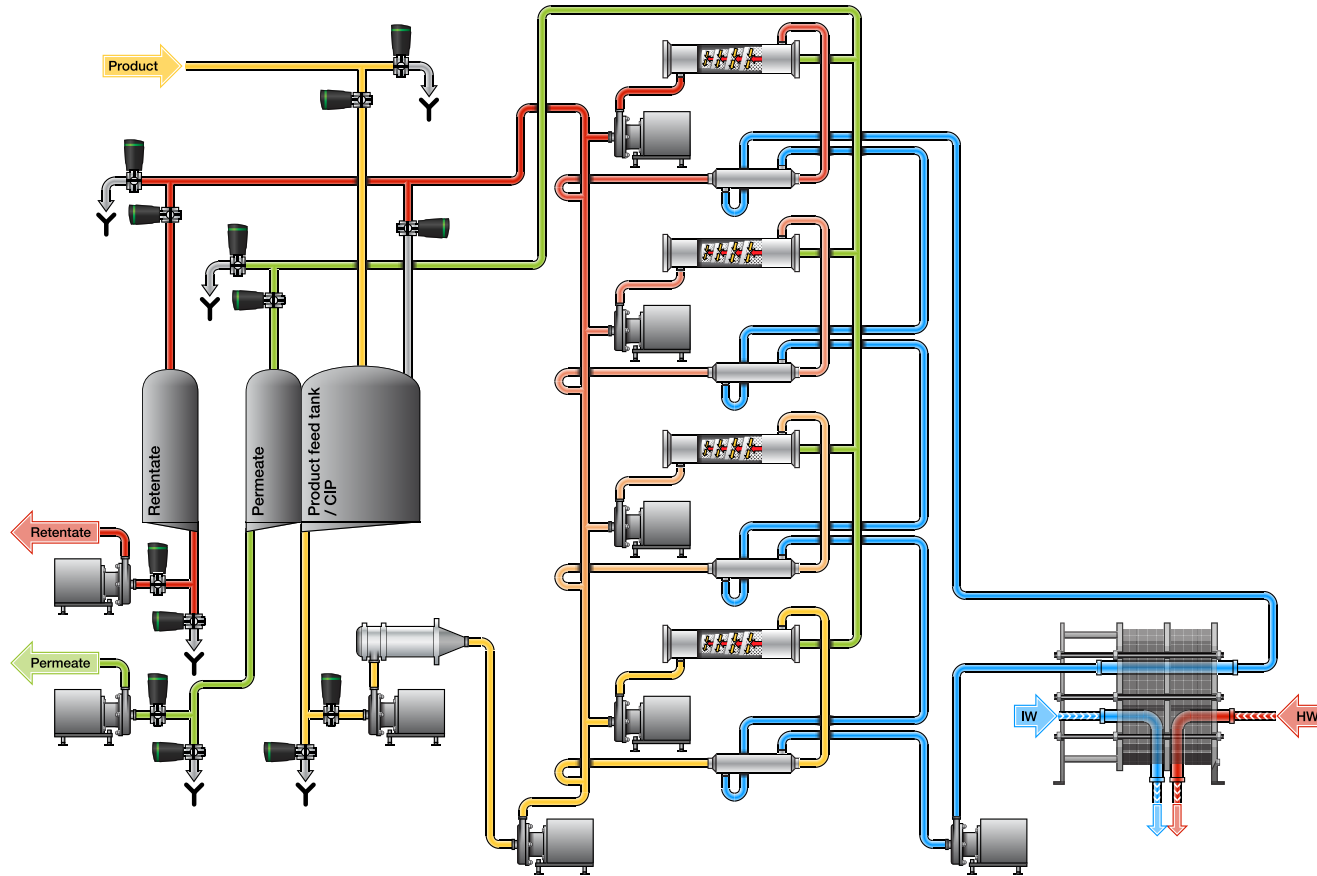 Product
Retentate
Permeate
Product feed tank
/ CIP
Retentate
Permeate
IW
HW